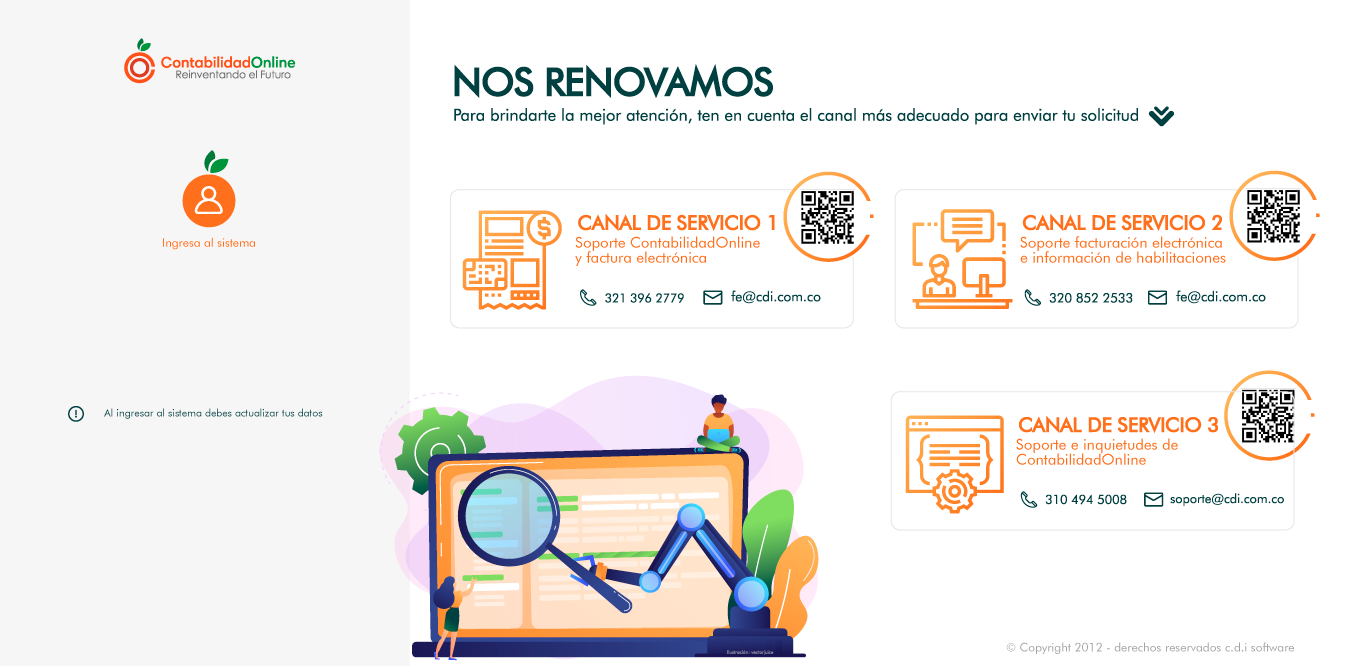 ContabilidadOnline
Reinventando el Futuro
Ingresa al sistema
Al ingresar al sistema debes actualizar tus datos
NOS RENOVAMOS
Para brindarte la mejor atención, ten en cuenta el canal más adecuado para enviar tu solicitud
CANAL DE SERVICIO 1
Soporte ContabilidadOnline
y factura electrónica
321 396 2779 fe@cdi.com.co
CANAL DE SERVICIO 2
Soporte facturación electrónica
e información de habilitaciones
320 852 2533 fe@cdi.com.co
CANAL DE SERVICIO 3
Soporte e inquietudes de
ContabilidadOnline
310 494 5008 soporte@cdi.com.co
Ilustración: vectorjuice
© Copyright 2012 - derechos reservados c.d.i software